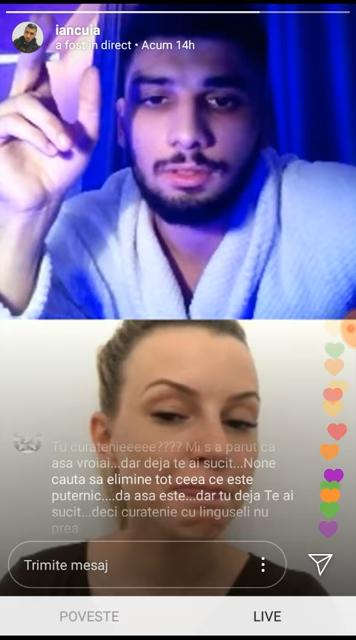 iancuia
a fost în direct • Acum 14h
Tu curatenieeeee???? Mi s a parut ca
asa vroiai...dar deja te ai sucit...None
cauta sa elimine tot ceea ce este
puternic....da asa este...dar tu deja Te ai
sucit...deci curatenie cu linguseli nu
prea
Trimite mesaj
POVESTE
LIVE